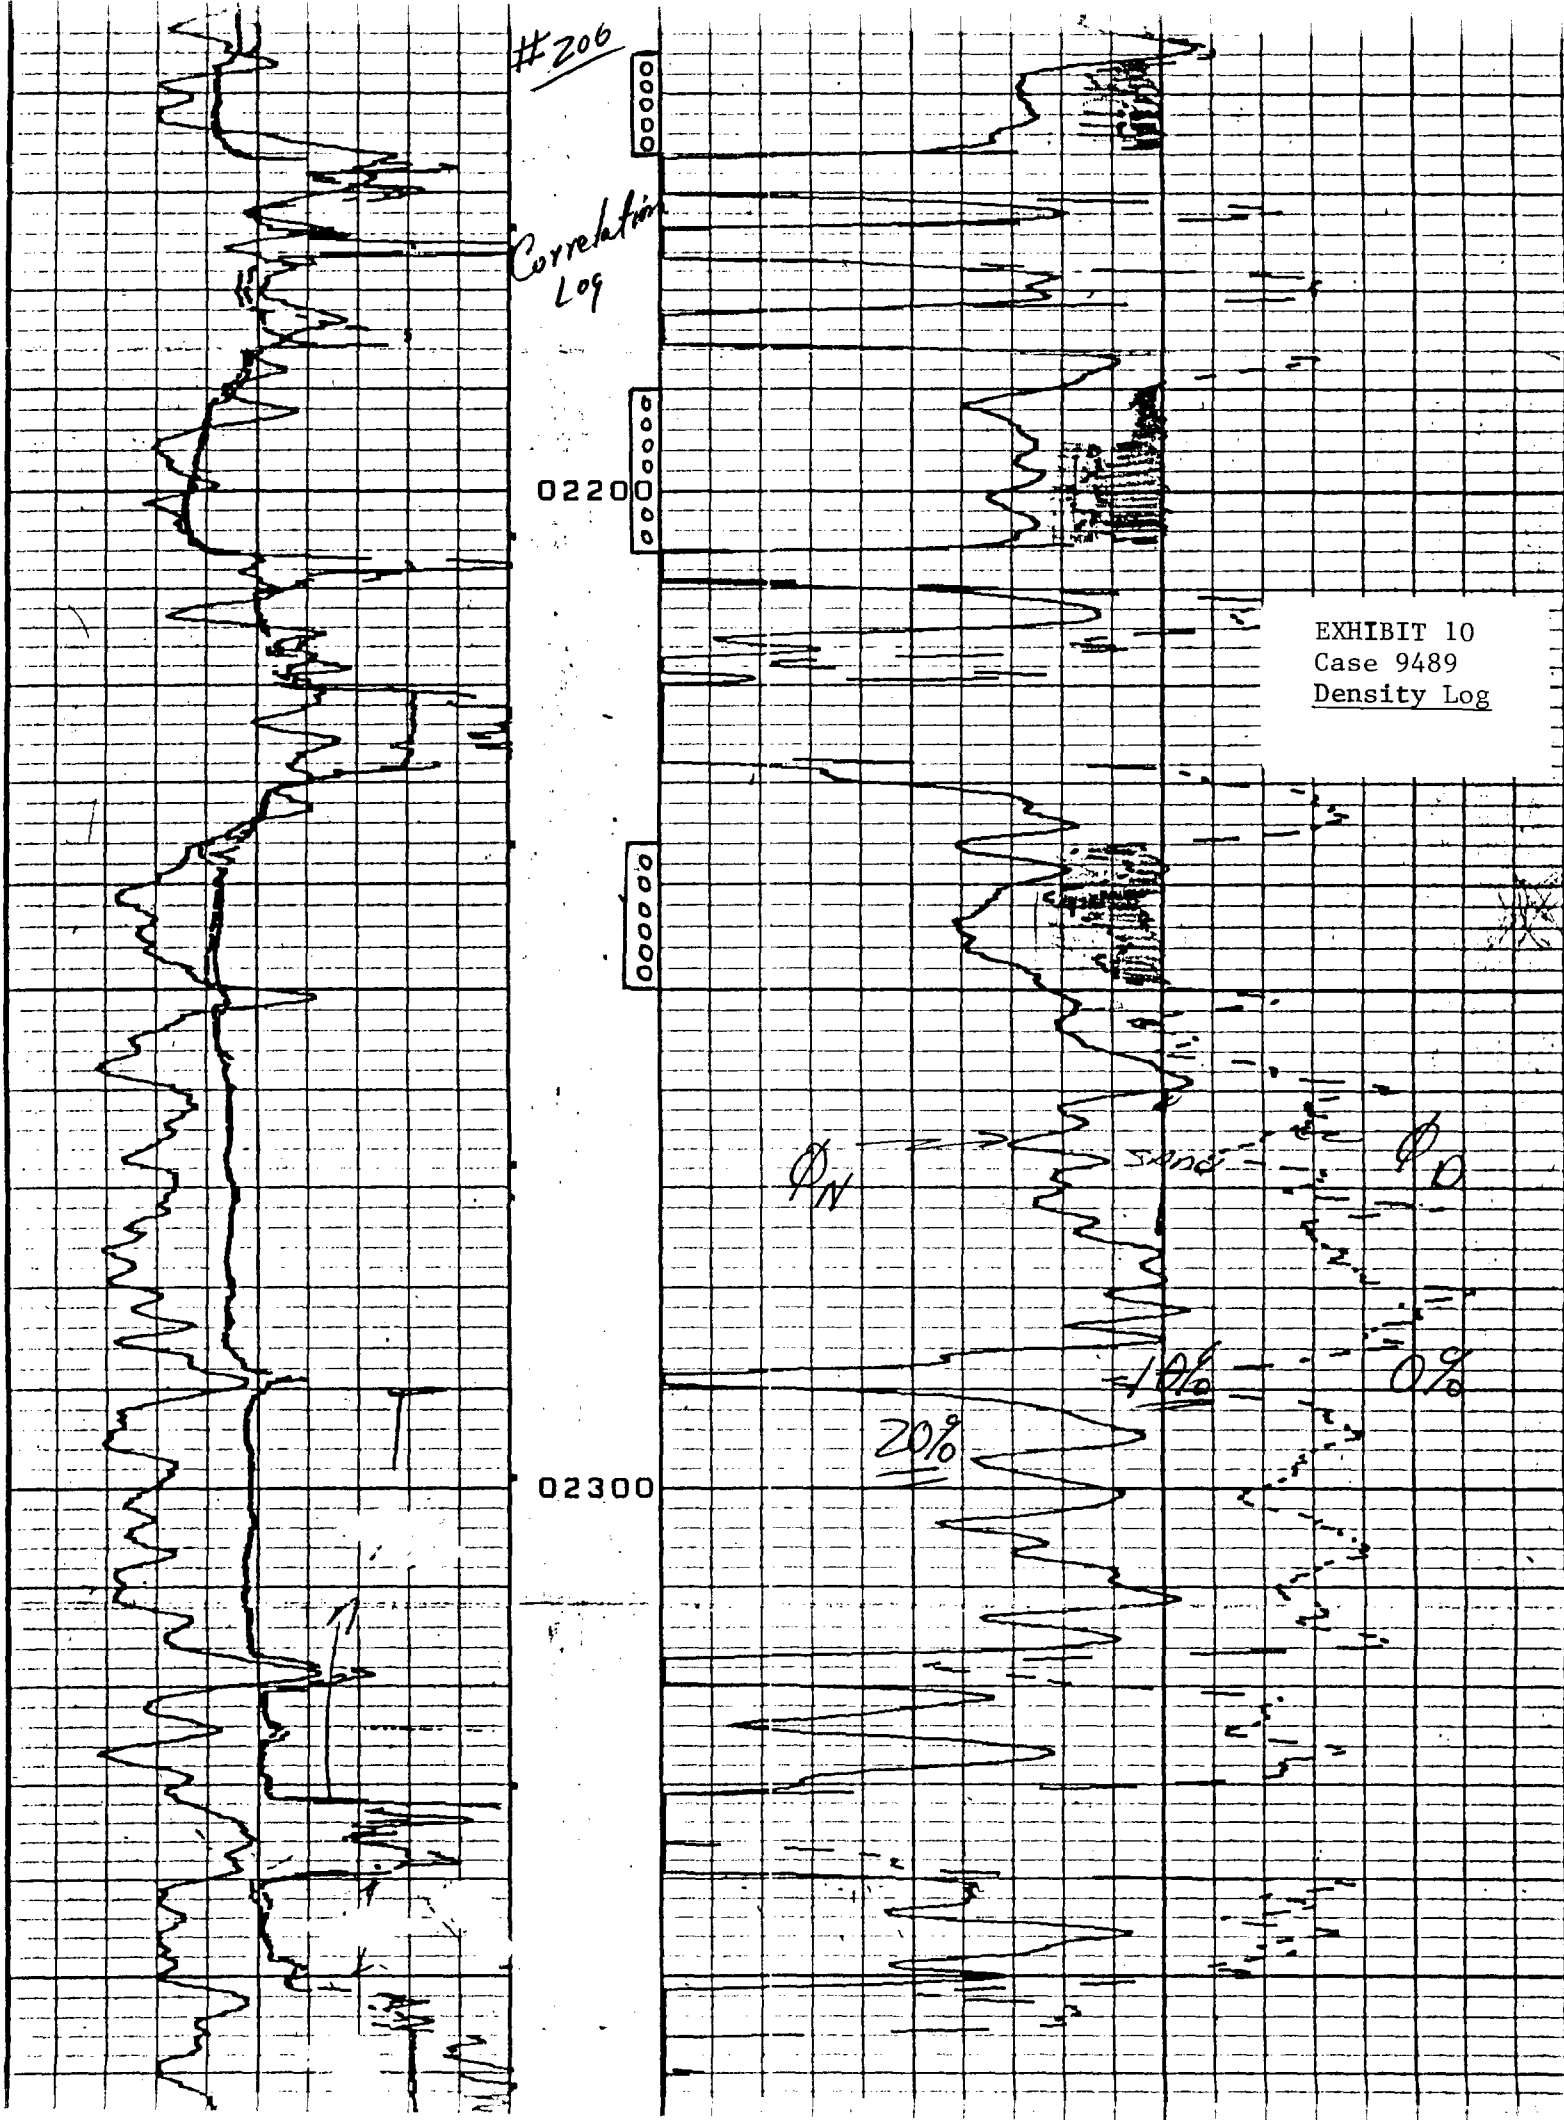 #206
Correlation
Log
02200
EXHIBIT 10
Case 9489
Density Log
ØN
sand
ØD
10%
0%
20%
02300